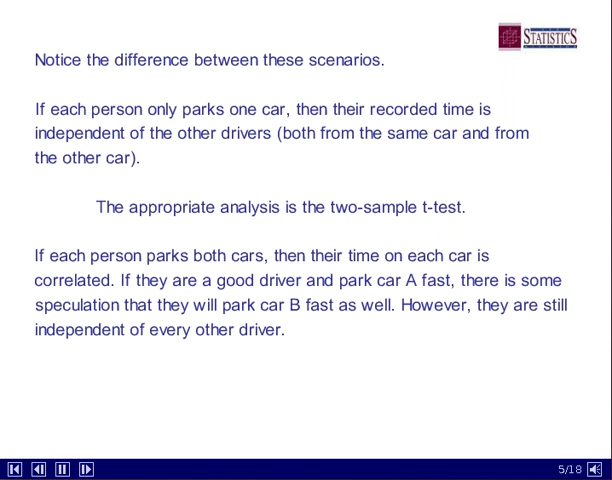 STATISTICS
Notice the difference between these scenarios.
If each person only parks one car, then their recorded time is
independent of the other drivers (both from the same car and from
the other car).
The appropriate analysis is the two-sample t-test.
If each person parks both cars, then their time on each car is
correlated. If they are a good driver and park car A fast, there is some
speculation that they will park car B fast as well. However, they are still
independent of every other driver.
5/18